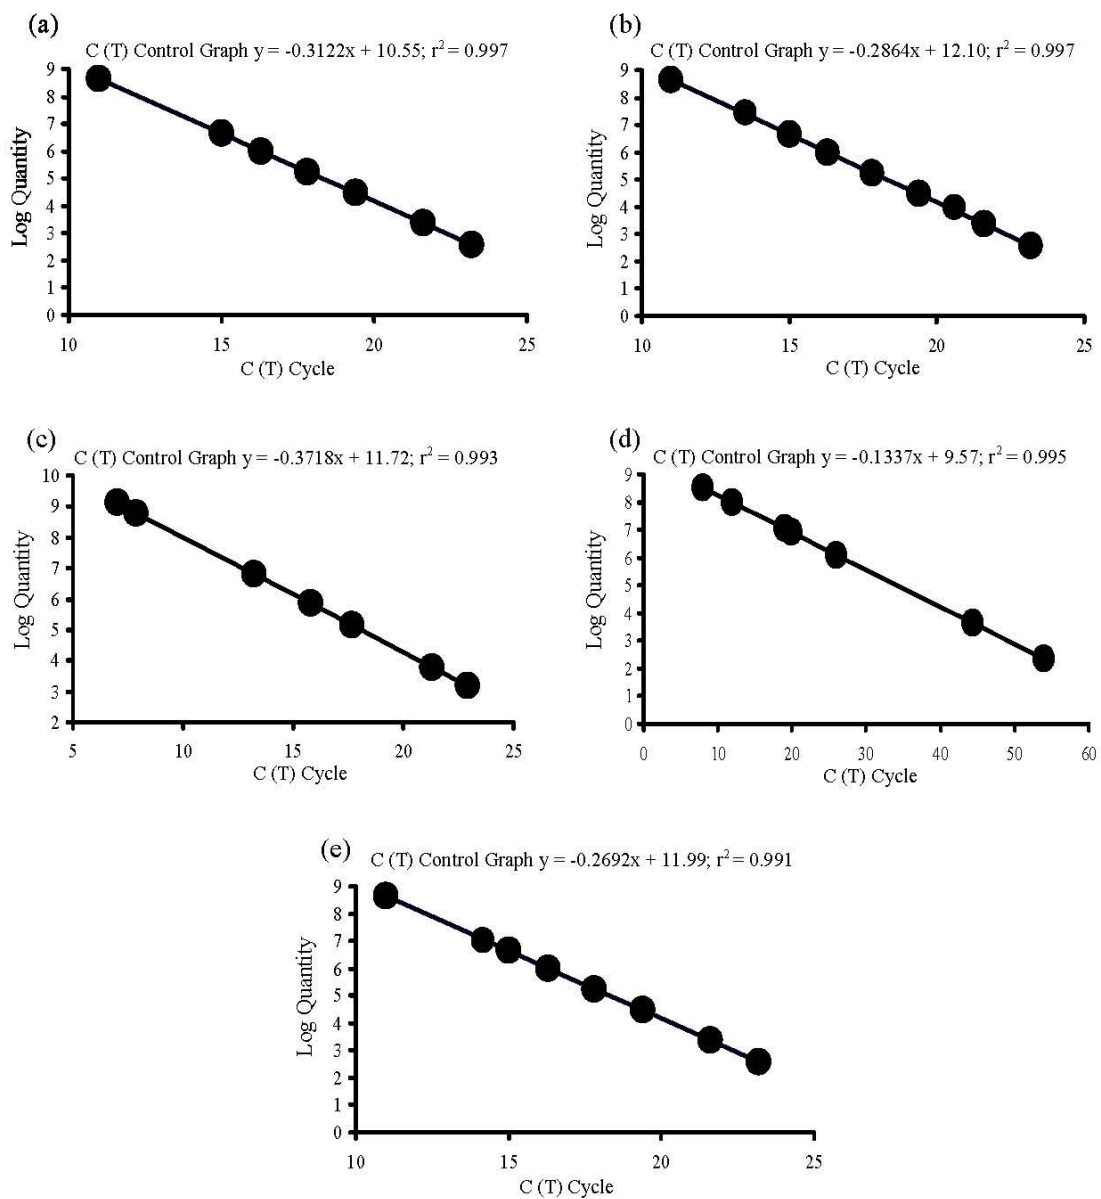 (a)
C (T) Control Graph y = -0.3122x + 10.55; r² = 0.997
9
8
7
6
5
4
3
2
1
0
Log Quantity
10 15 20 25
C (T) Cycle
(b)
C (T) Control Graph y = -0.2864x + 12.10; r² = 0.997
9
8
7
6
5
4
3
2
1
0
Log Quantity
10 15 20 25
C (T) Cycle
(c)
C (T) Control Graph y = -0.3718x + 11.72; r² = 0.993
10
9
8
7
6
5
4
3
2
Log Quantity
5 10 15 20 25
C (T) Cycle
(d)
C (T) Control Graph y = -0.1337x + 9.57; r² = 0.995
9
8
7
6
5
4
3
2
1
0
Log Quantity
0 10 20 30 40 50 60
C (T) Cycle
(e)
C (T) Control Graph y = -0.2692x + 11.99; r² = 0.991
9
8
7
6
5
4
3
2
1
0
Log Quantity
10 15 20 25
C (T) Cycle